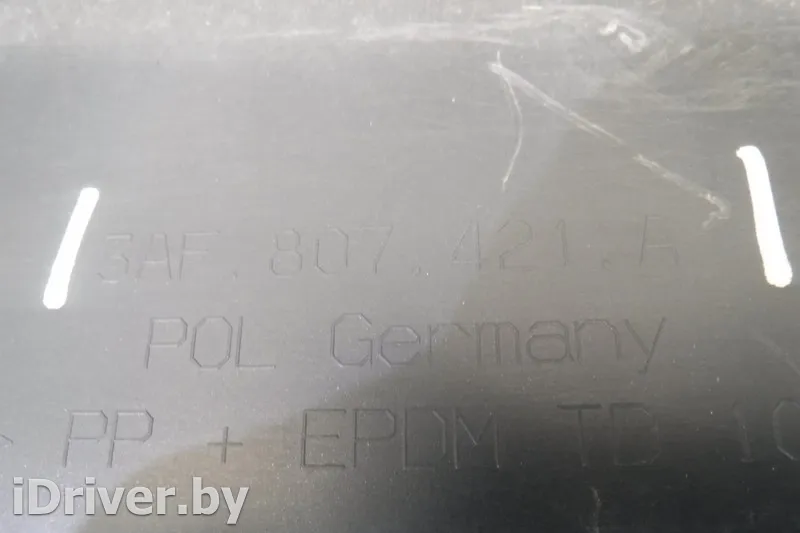 3AF.807.421.A
POL Germany
> PP + EPDM TD 10
iDriver.by